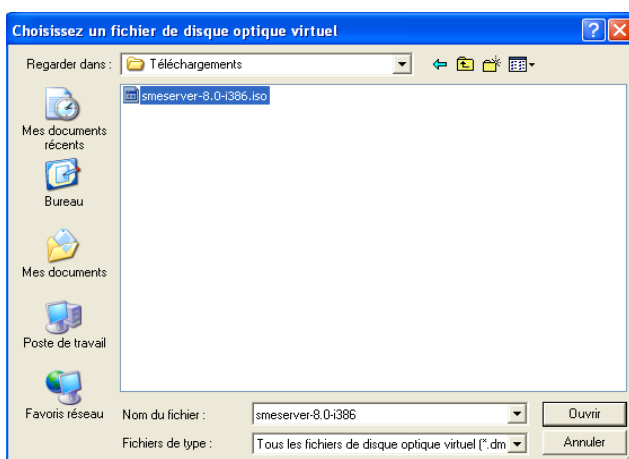 Choisissez un fichier de disque optique virtuel
Regarder dans :
Téléchargements
smeserver-8.0-i386.iso
Mes documents
récents
Bureau
Mes documents
Poste de travail
Favoris réseau
Nom du fichier :
smeserver-8.0-i386
Ouvrir
Fichiers de type :
Tous les fichiers de disque optique virtuel (*.dm
Annuler